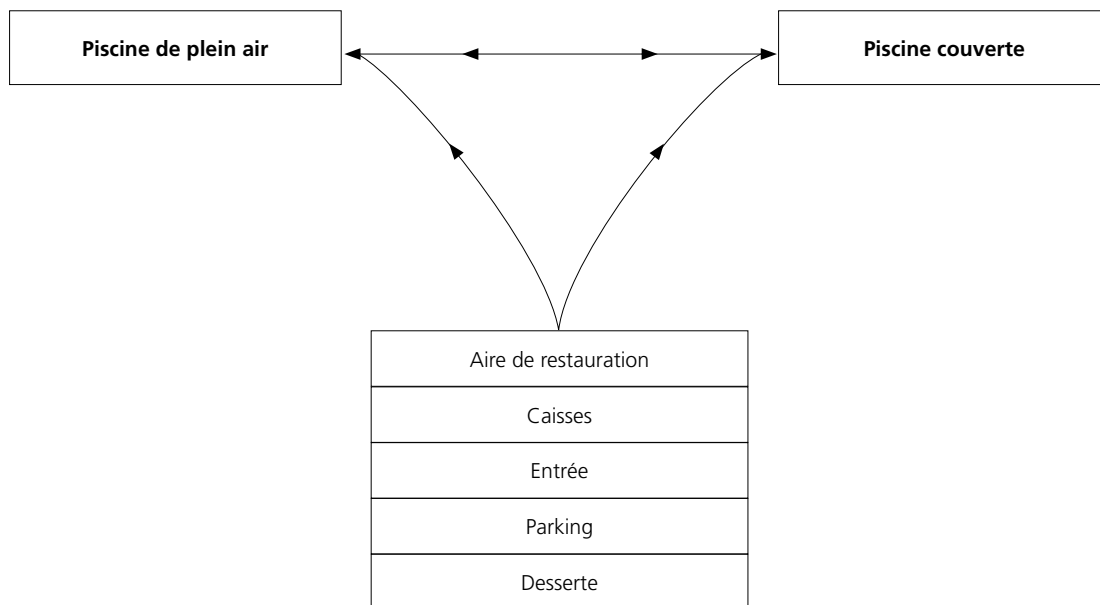 Piscine de plein air
Piscine couverte
Aire de restauration
Caisses
Entrée
Parking
Desserte